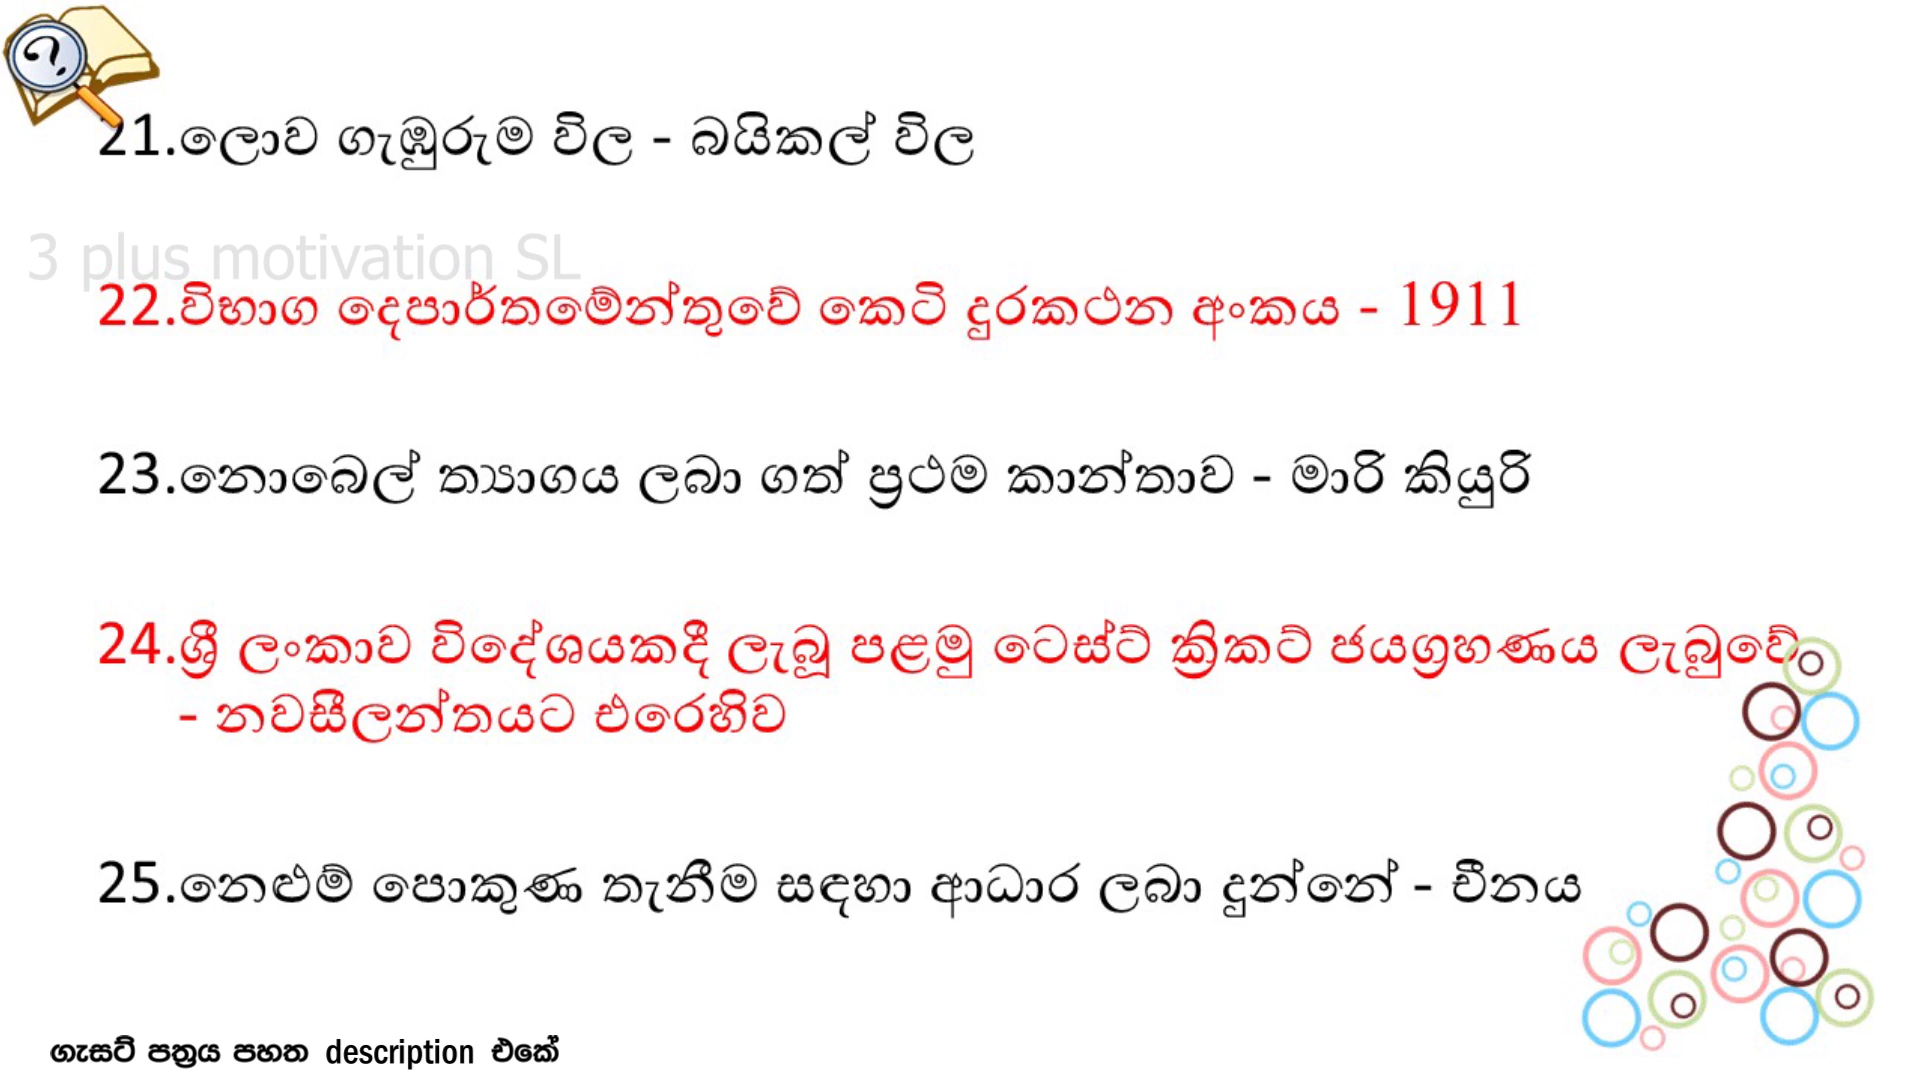 21.ලොව ගැඹුරුම විල - බයිකල් විල
3 plus motivation SL
22.විභාග දෙපාර්තමේන්තුවේ කෙටි දුරකථන අංකය - 1911
23.නොබෙල් ත්‍යාගය ලබා ගත් ප්‍රථම කාන්තාව - මාරි කියුරි
24.ශ්‍රී ලංකාව විදේශයකදී ලැබූ පළමු ටෙස්ට් ක්‍රිකට් ජයග්‍රහණය ලැබුවේ
- නවසීලන්තයට එරෙහිව
25.නෙළුම් පොකුණ තැනීම සඳහා ආධාර ලබා දුන්නේ - චීනය
ගැසට් පත්‍රය පහත description එකේ